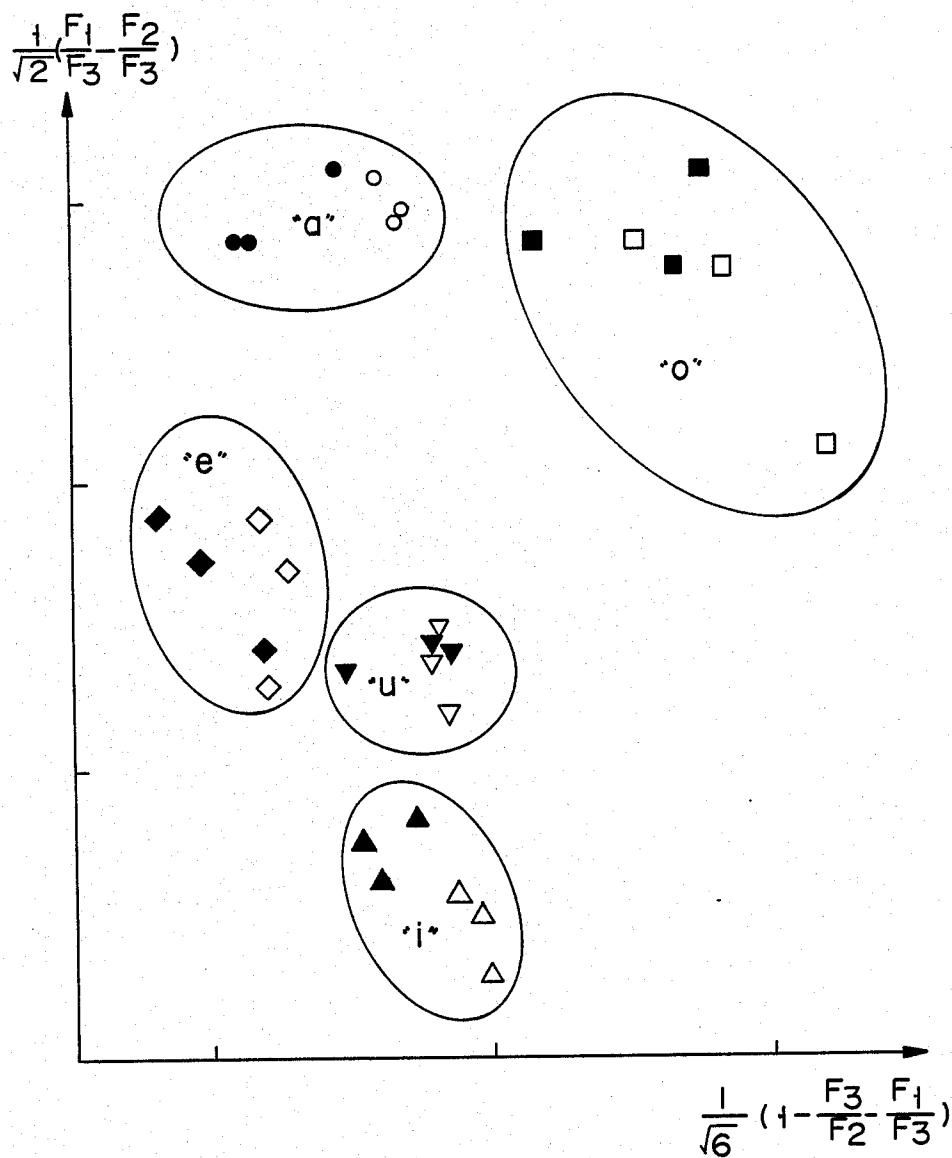 1/√2 (F1/F3 - F2/F3)
"a"
"o"
"e"
"u"
"i"
1/√6 (1 - F3/F2 - F1/F3)